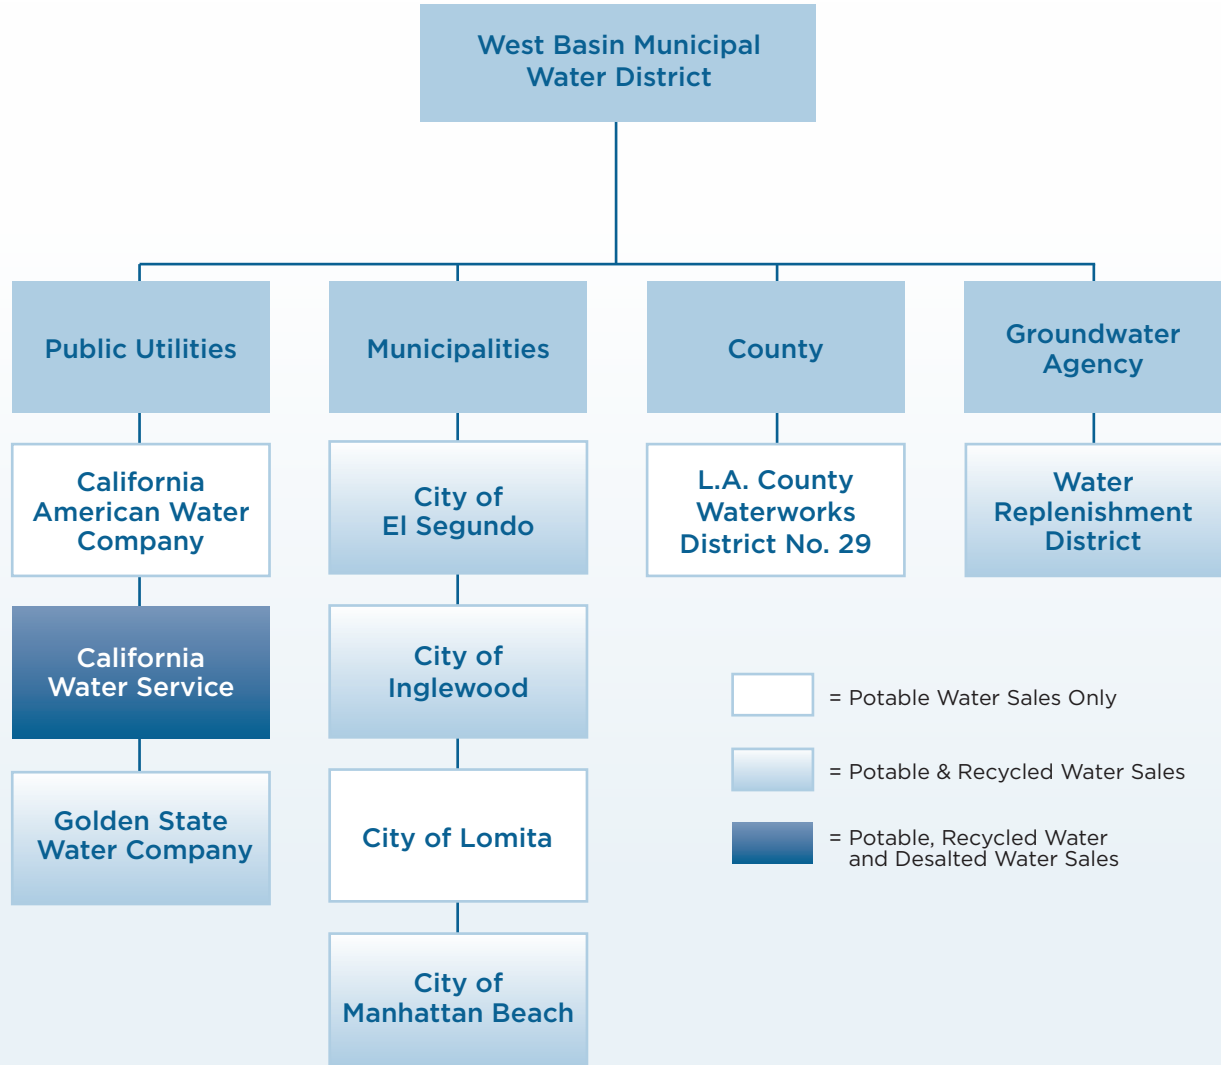 West Basin Municipal
Water District
Public Utilities
Municipalities
County
Groundwater
Agency
California
American Water
Company
City of
El Segundo
L.A. County
Waterworks
District No. 29
Water
Replenishment
District
California
Water Service
City of
Inglewood
Golden State
Water Company
City of Lomita
City of
Manhattan Beach
= Potable Water Sales Only
= Potable & Recycled Water Sales
= Potable, Recycled Water
and Desalted Water Sales